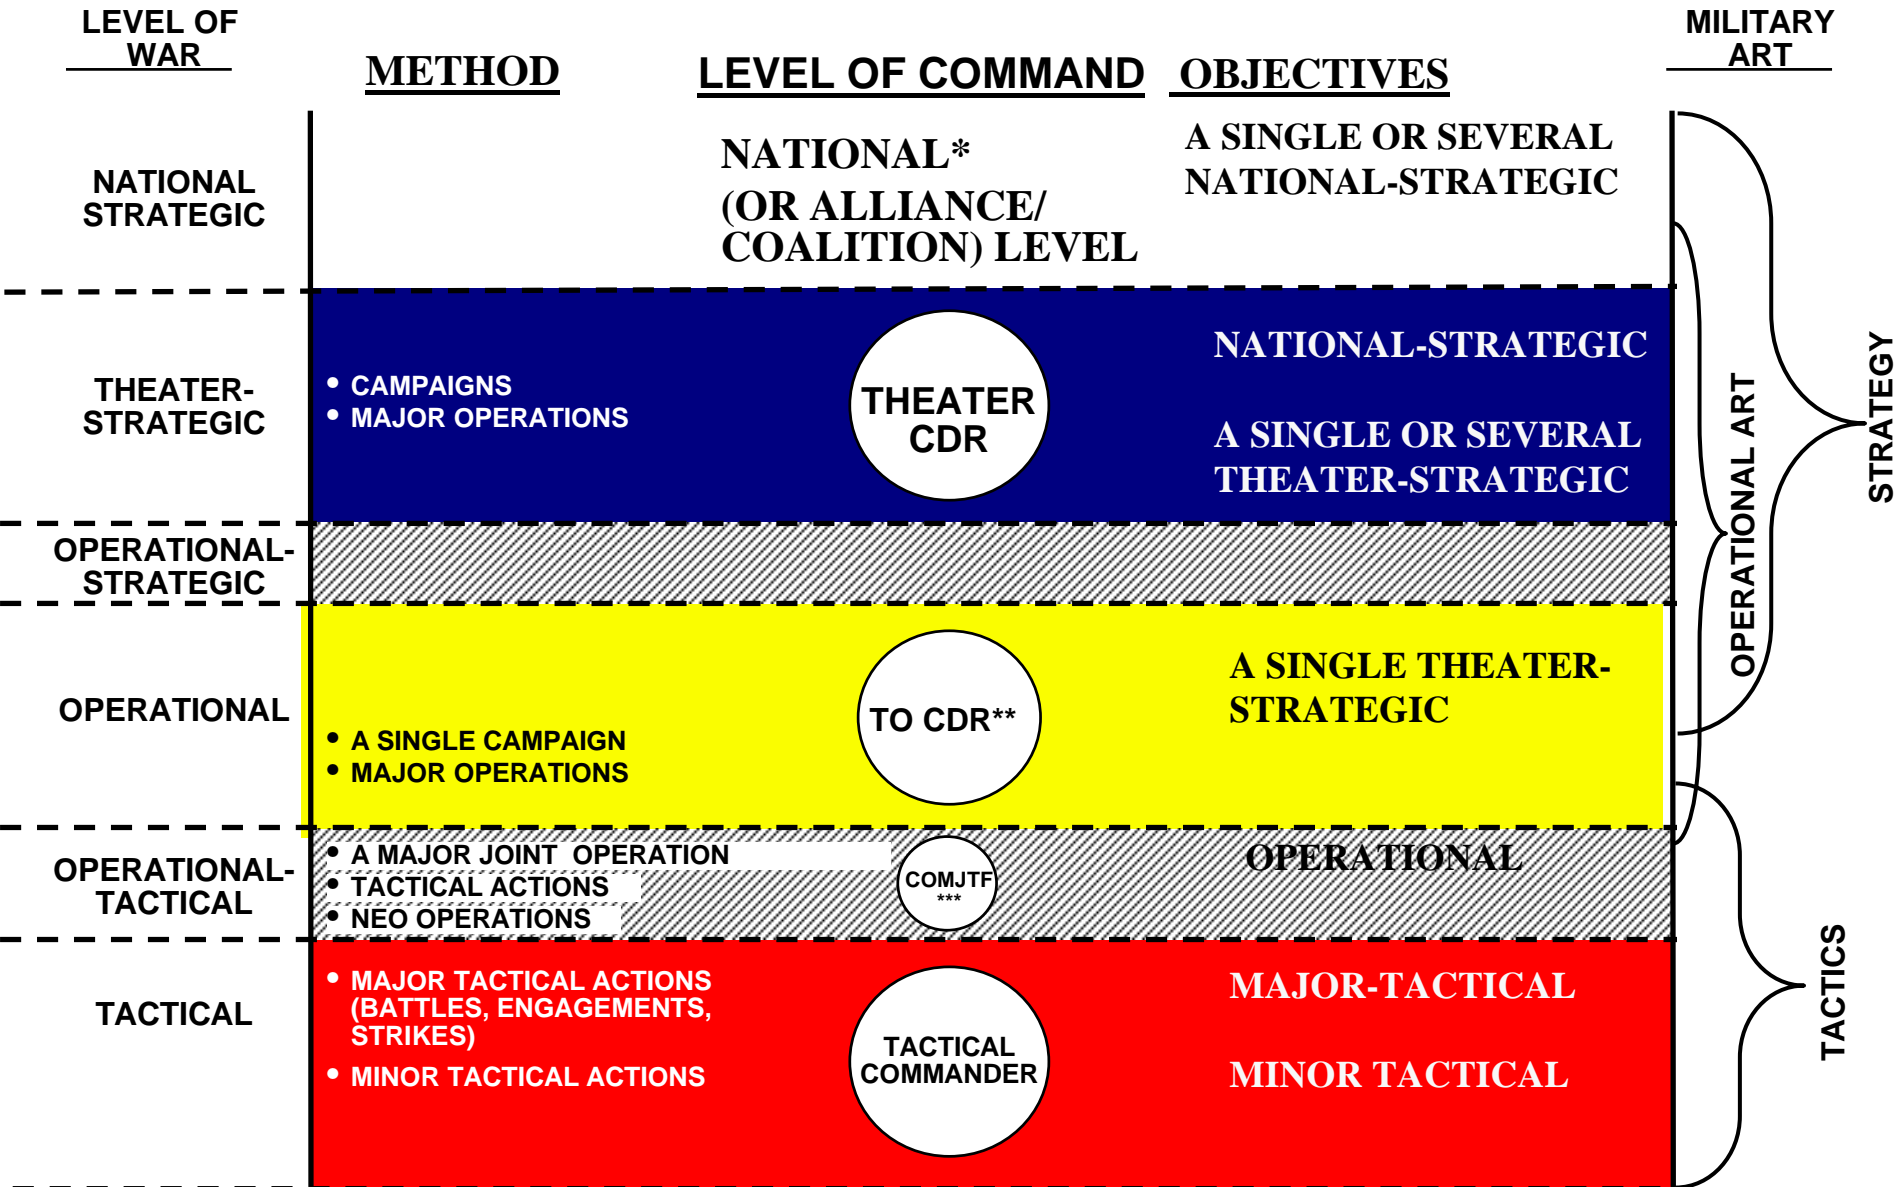 LEVEL OF
WAR
METHOD
LEVEL OF COMMAND
OBJECTIVES
MILITARY
ART
NATIONAL
STRATEGIC
NATIONAL*
(OR ALLIANCE/
COALITION) LEVEL
A SINGLE OR SEVERAL
NATIONAL-STRATEGIC
THEATER-
STRATEGIC
• CAMPAIGNS
• MAJOR OPERATIONS
THEATER
CDR
NATIONAL-STRATEGIC
A SINGLE OR SEVERAL
THEATER-STRATEGIC
OPERATIONAL-
STRATEGIC
OPERATIONAL
• A SINGLE CAMPAIGN
• MAJOR OPERATIONS
TO CDR**
A SINGLE THEATER-
STRATEGIC
OPERATIONAL-
TACTICAL
• A MAJOR JOINT OPERATION
• TACTICAL ACTIONS
• NEO OPERATIONS
COMJTF
***
OPERATIONAL
TACTICAL
• MAJOR TACTICAL ACTIONS
(BATTLES, ENGAGEMENTS,
STRIKES)
• MINOR TACTICAL ACTIONS
TACTICAL
COMMANDER
MAJOR-TACTICAL
MINOR TACTICAL
OPERATIONAL ART
STRATEGY
TACTICS